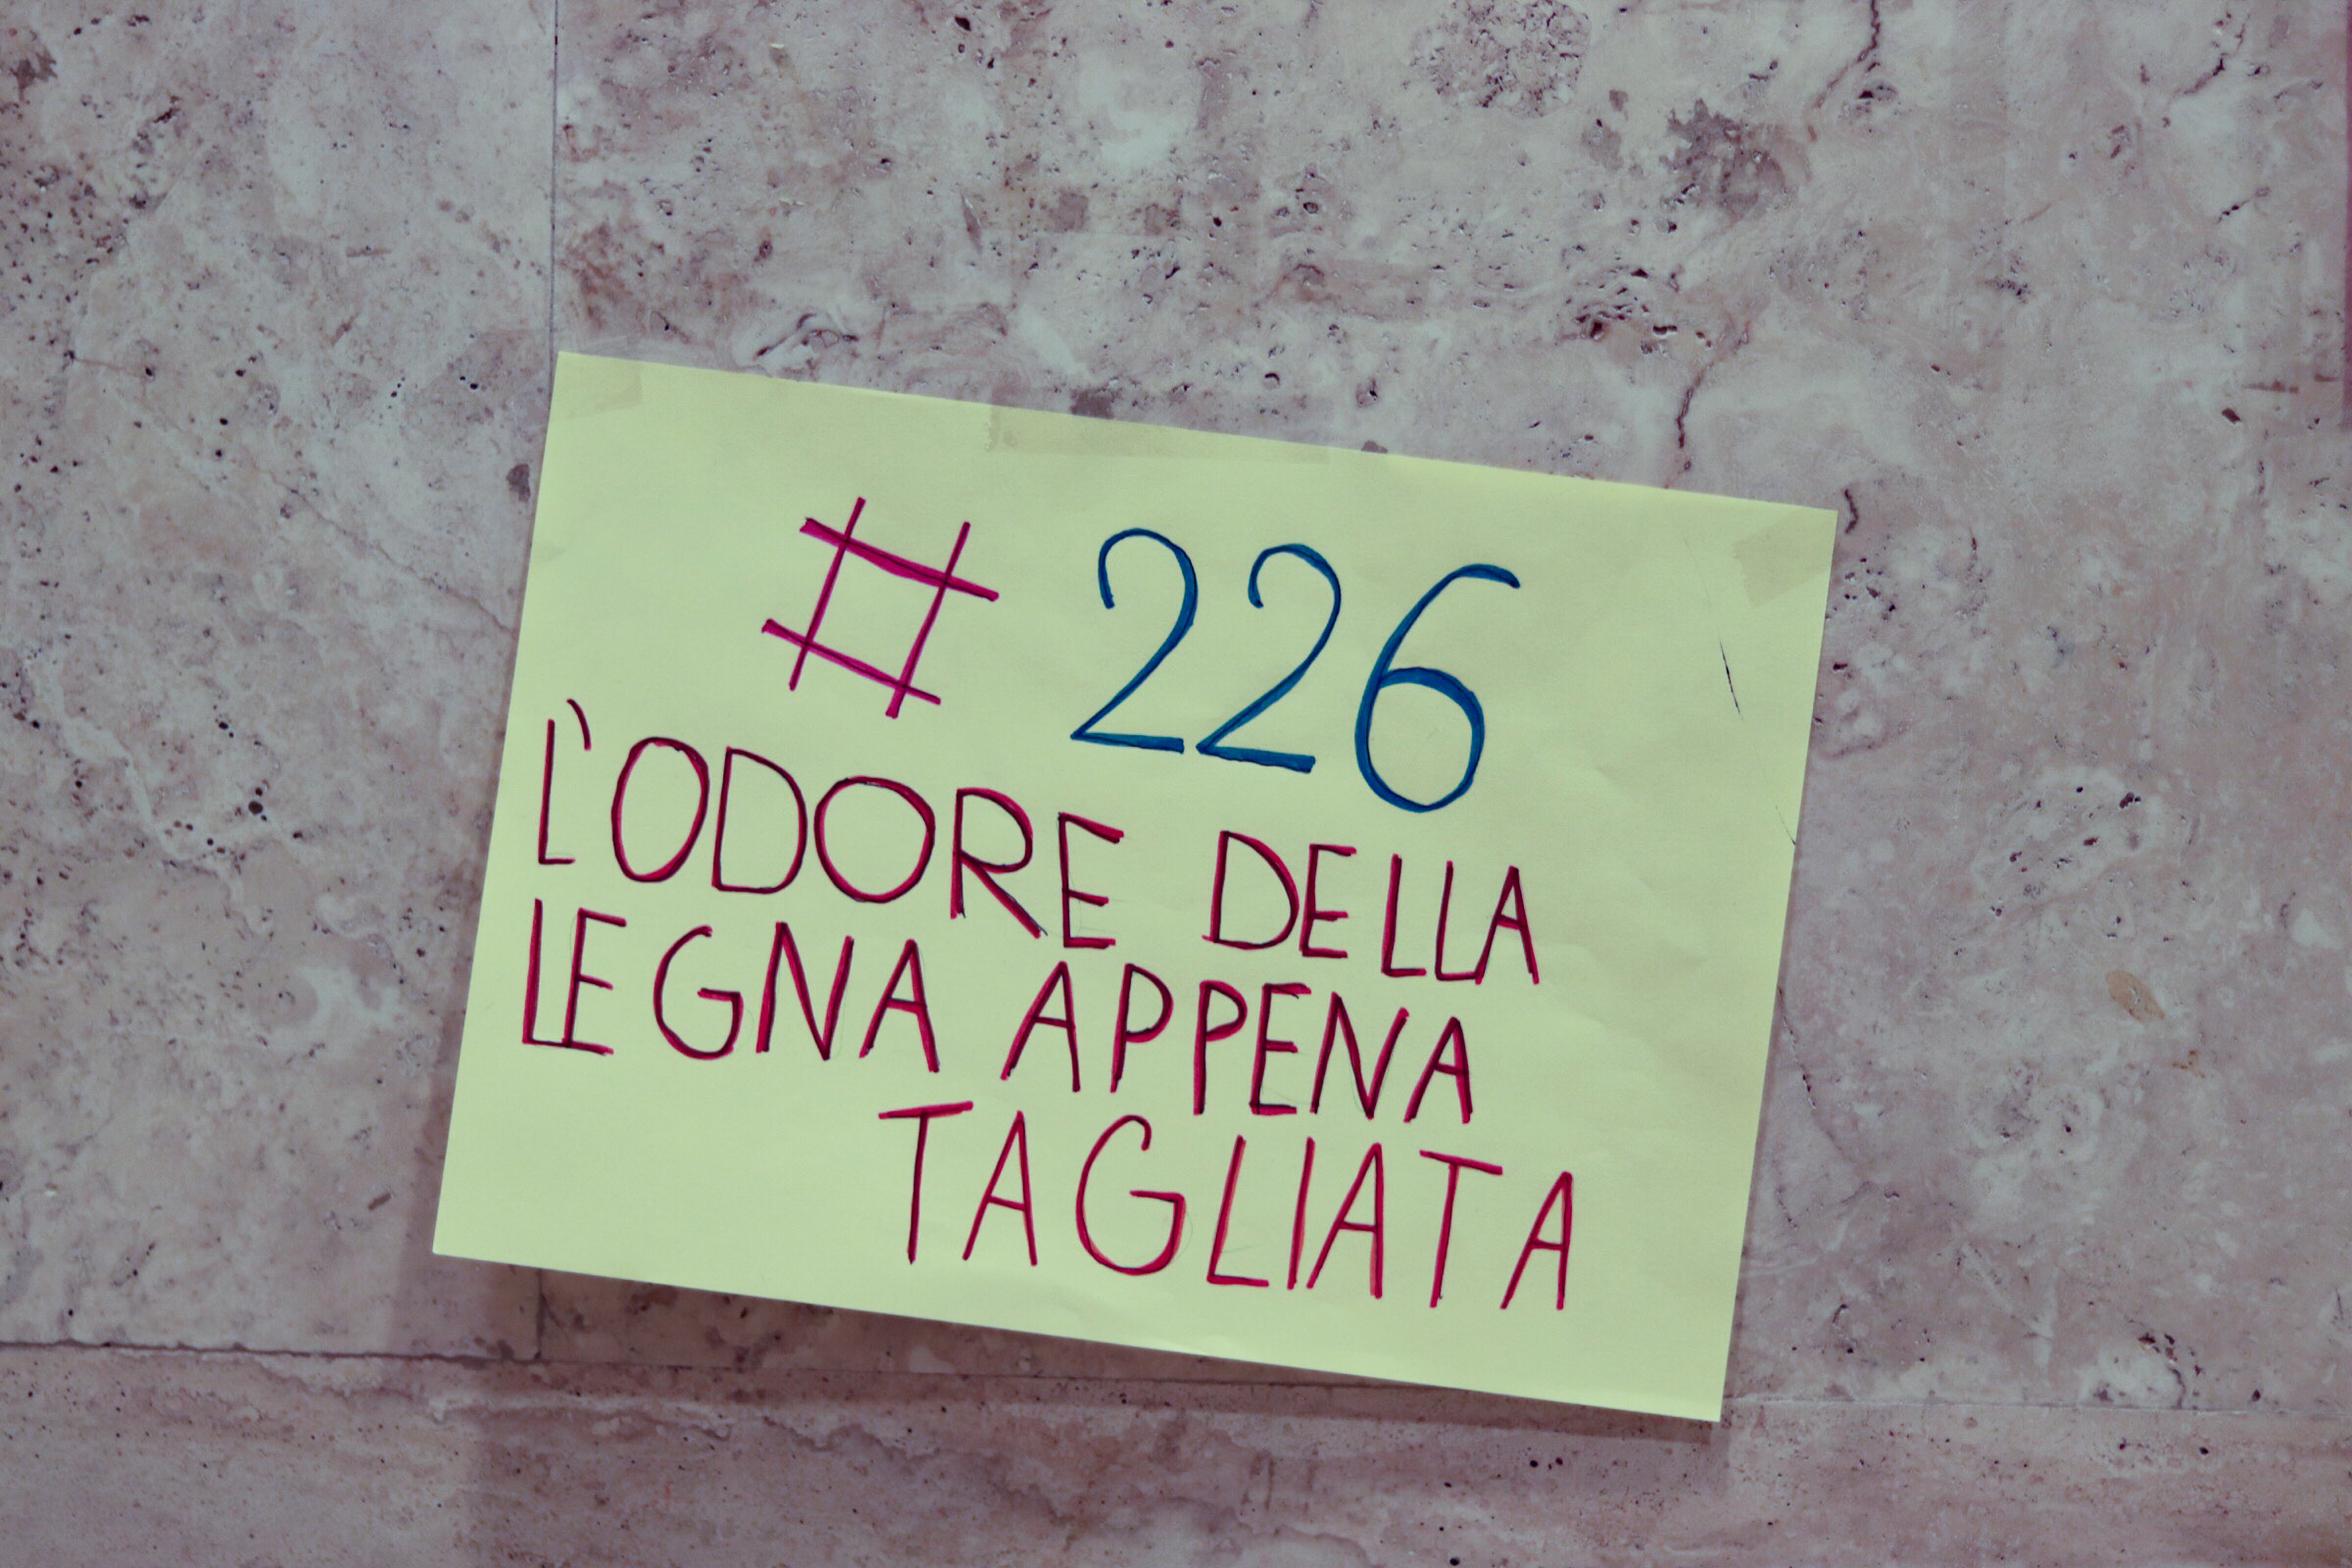 # 226
L'ODORE DELLA
LEGNA APPENA
TAGLIATA